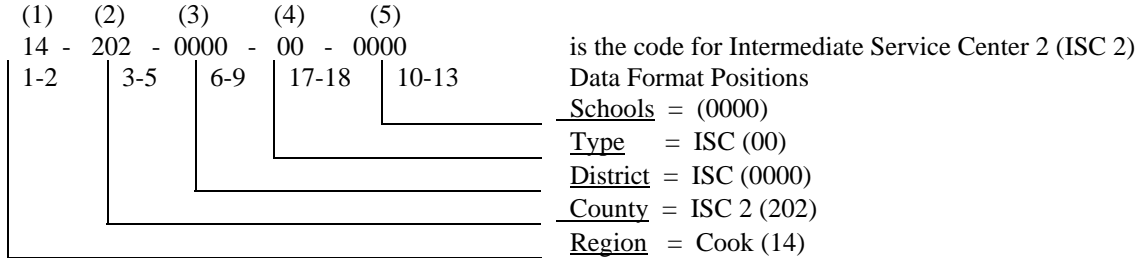 (1) (2) (3) (4) (5)
14 - 202 - 0000 - 00 - 0000 is the code for Intermediate Service Center 2 (ISC 2)
1-2 3-5 6-9 17-18 10-13 Data Format Positions
Schools = (0000)
Type = ISC (00)
District = ISC (0000)
County = ISC 2 (202)
Region = Cook (14)